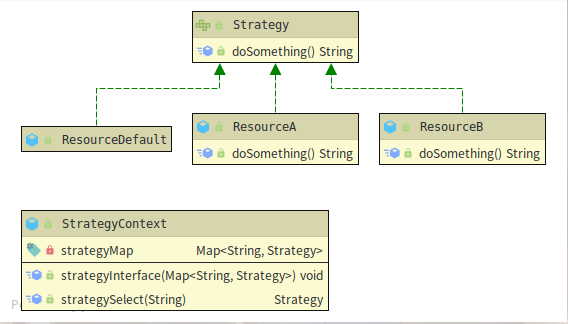 Strategy
doSomething() String
ResourceDefault
ResourceA
doSomething() String
ResourceB
doSomething() String
StrategyContext
strategyMap Map<String, Strategy>
strategyInterface(Map<String, Strategy>) void
strategySelect(String) Strategy